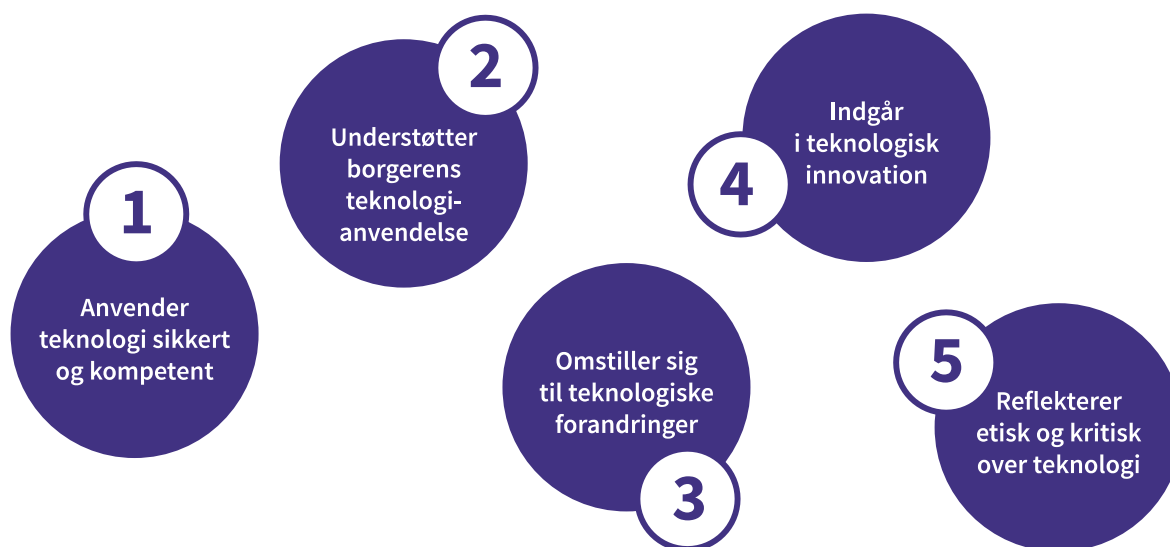 1
Anvender
teknologi sikkert
og kompetent
2
Understøtter
borgerens
teknologi-
anvendelse
3
Omstiller sig
til teknologiske
forandringer
4
Indgår
i teknologisk
innovation
5
Reflekterer
etisk og kritisk
over teknologi